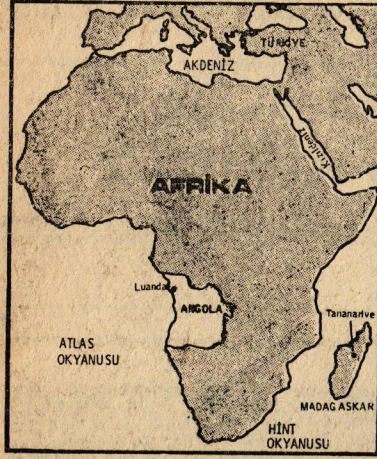 TÜRKİYE
AKDENİZ
Kızıldeniz
AFRİKA
Luanda
ANGOLA
Tananarive
ATLAS
OKYANUSU
MADAGASKAR
HİNT
OKYANUSU